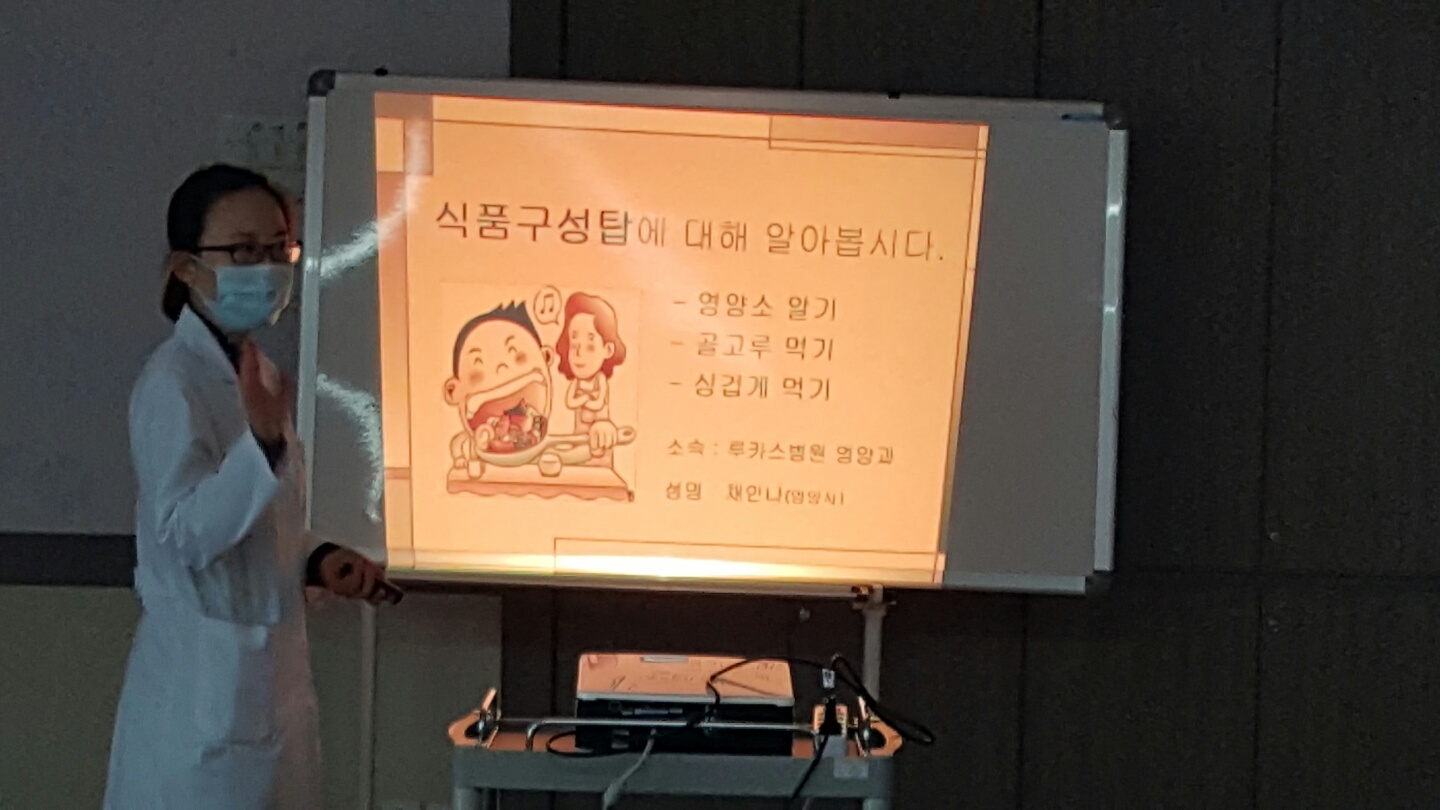 식품구성탑에 대해 알아봅시다.
- 영양소 알기
- 골고루 먹기
- 싱겁게 먹기
소속 : 루카스병원 영양과
성명 채안나(영양사)